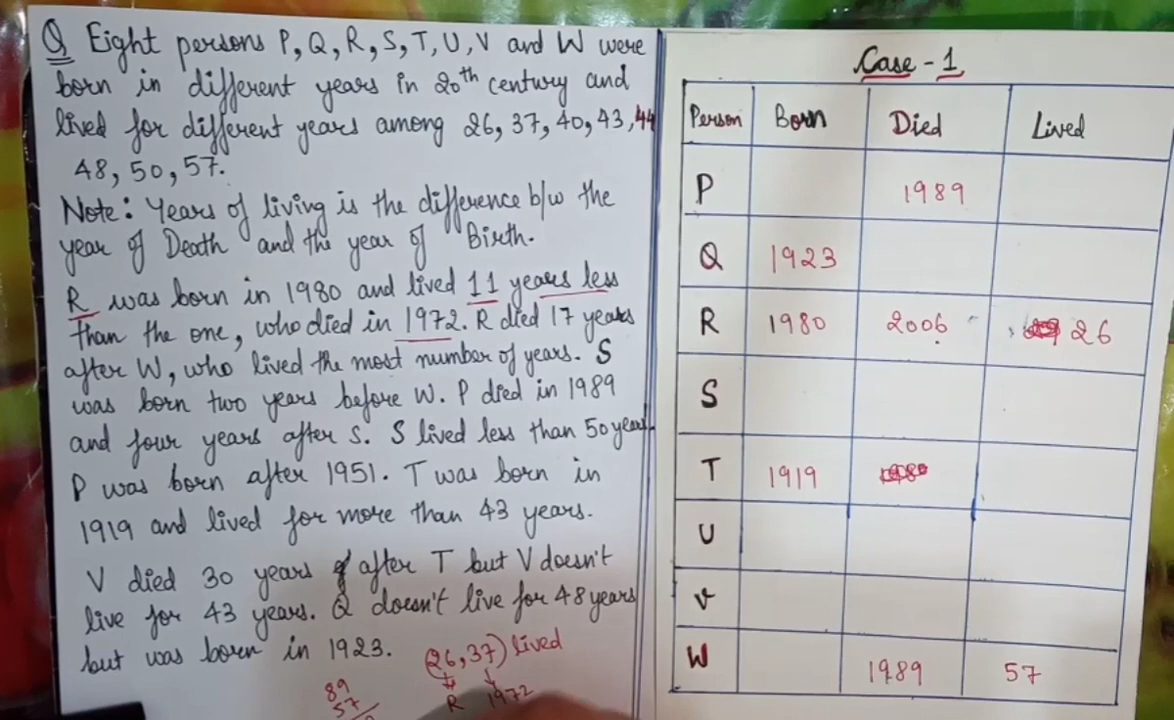 Q Eight persons P, Q, R, S, T, U, V and W were
born in different years in 20th century and
lived for different years among 26, 37, 40, 43, 44
48, 50, 57.
Note: Years of living is the difference b/w the
year of Death and the year of Birth.
R was born in 1980 and lived 11 years less
than the one, who died in 1972. R died 17 years
after W, who lived the most number of years. S
was born two years before W. P died in 1989
and four years after S. S lived less than 50 year
P was born after 1951. T was born in
1919 and lived for more than 43 years.
V died 30 years after T but V doesn't
live for 43 years. Q doesn't live for 48 years
but was born in 1923.
(26, 37) lived
R 1972
89
57
Case - 1
Person Born Died Lived
P 1989
Q 1923
R 1980 2006 26
S
T 1919
U
V
W 1989 57